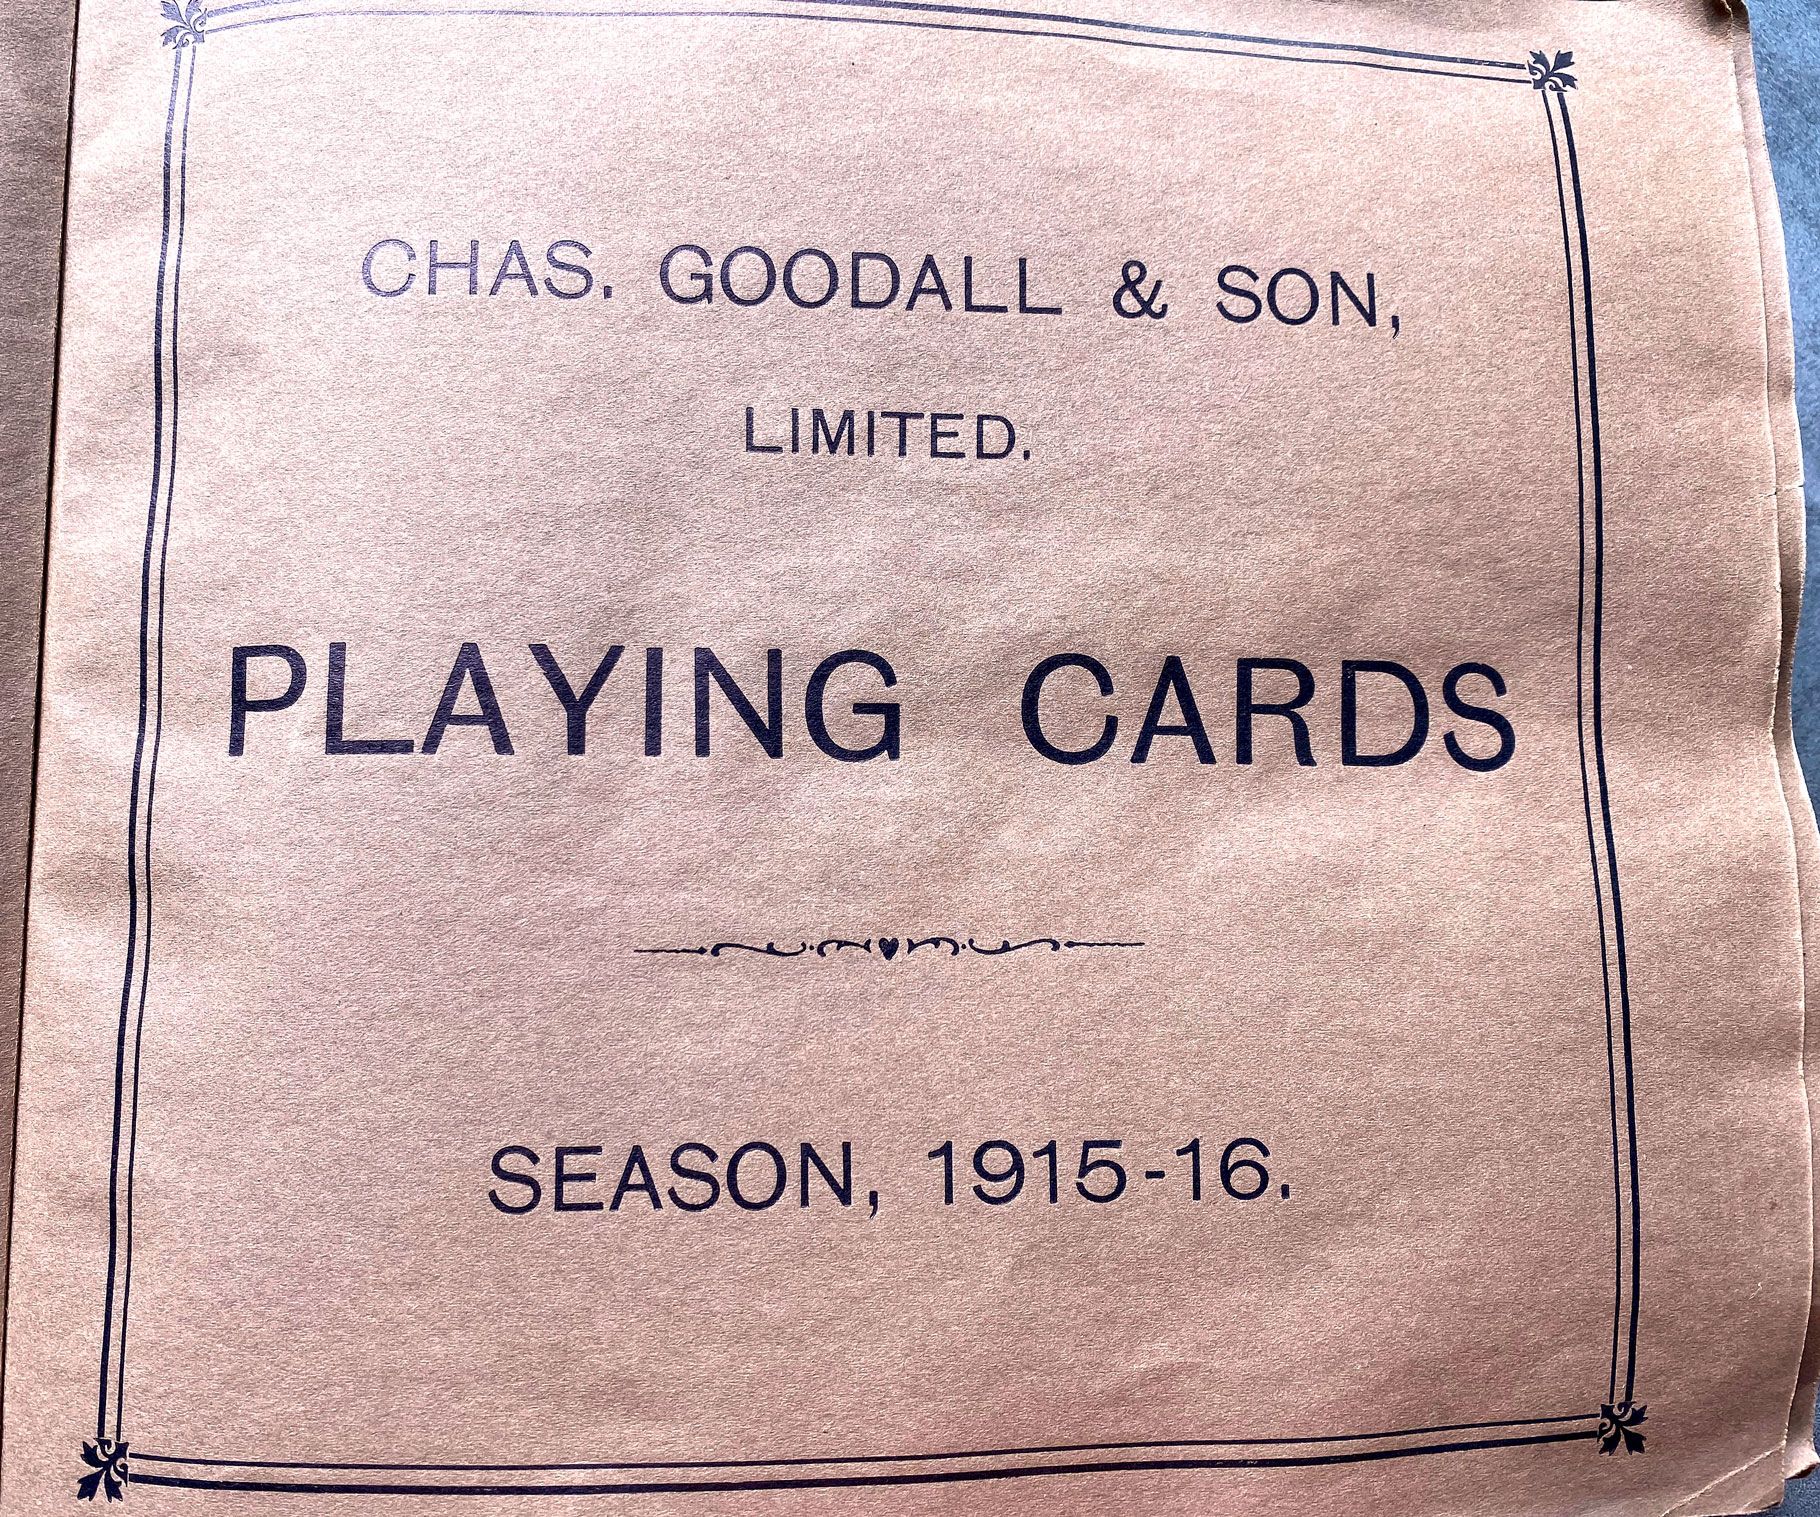 CHAS. GOODALL & SON,
LIMITED.
PLAYING CARDS
SEASON, 1915-16.